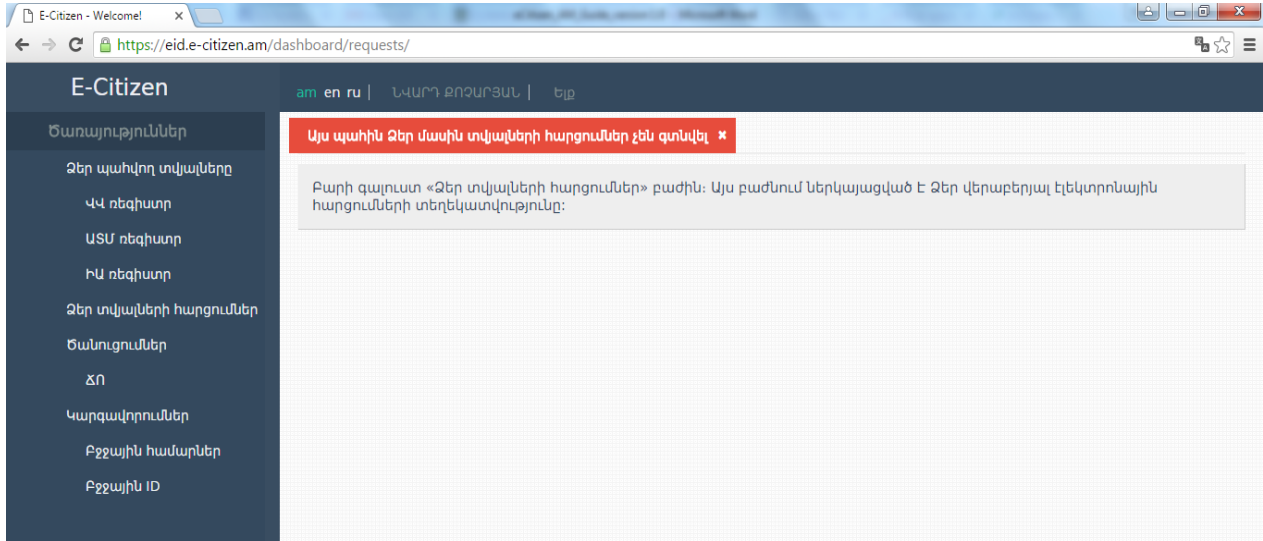 E-Citizen - Welcome!
https://eid.e-citizen.am/dashboard/requests/
E-Citizen
am en ru | ՆՎԱՐԴ ՔՈՉԱՐՅԱՆ | Ելք
Ծառայություններ
Ձեր պահվող տվյալները
ՎՎ ռեգիստր
ԱՏՄ ռեգիստր
ԻԱ ռեգիստր
Ձեր տվյալների հարցումներ
Ծանուցումներ
ՃՈ
Կարգավորումներ
Բջջային համարներ
Բջջային ID
Այս պահին Ձեր մասին տվյալների հարցումներ չեն գտնվել
Բարի գալուստ «Ձեր տվյալների հարցումներ» բաժին։ Այս բաժնում ներկայացված է Ձեր վերաբերյալ էլեկտրոնային
հարցումների տեղեկատվությունը: